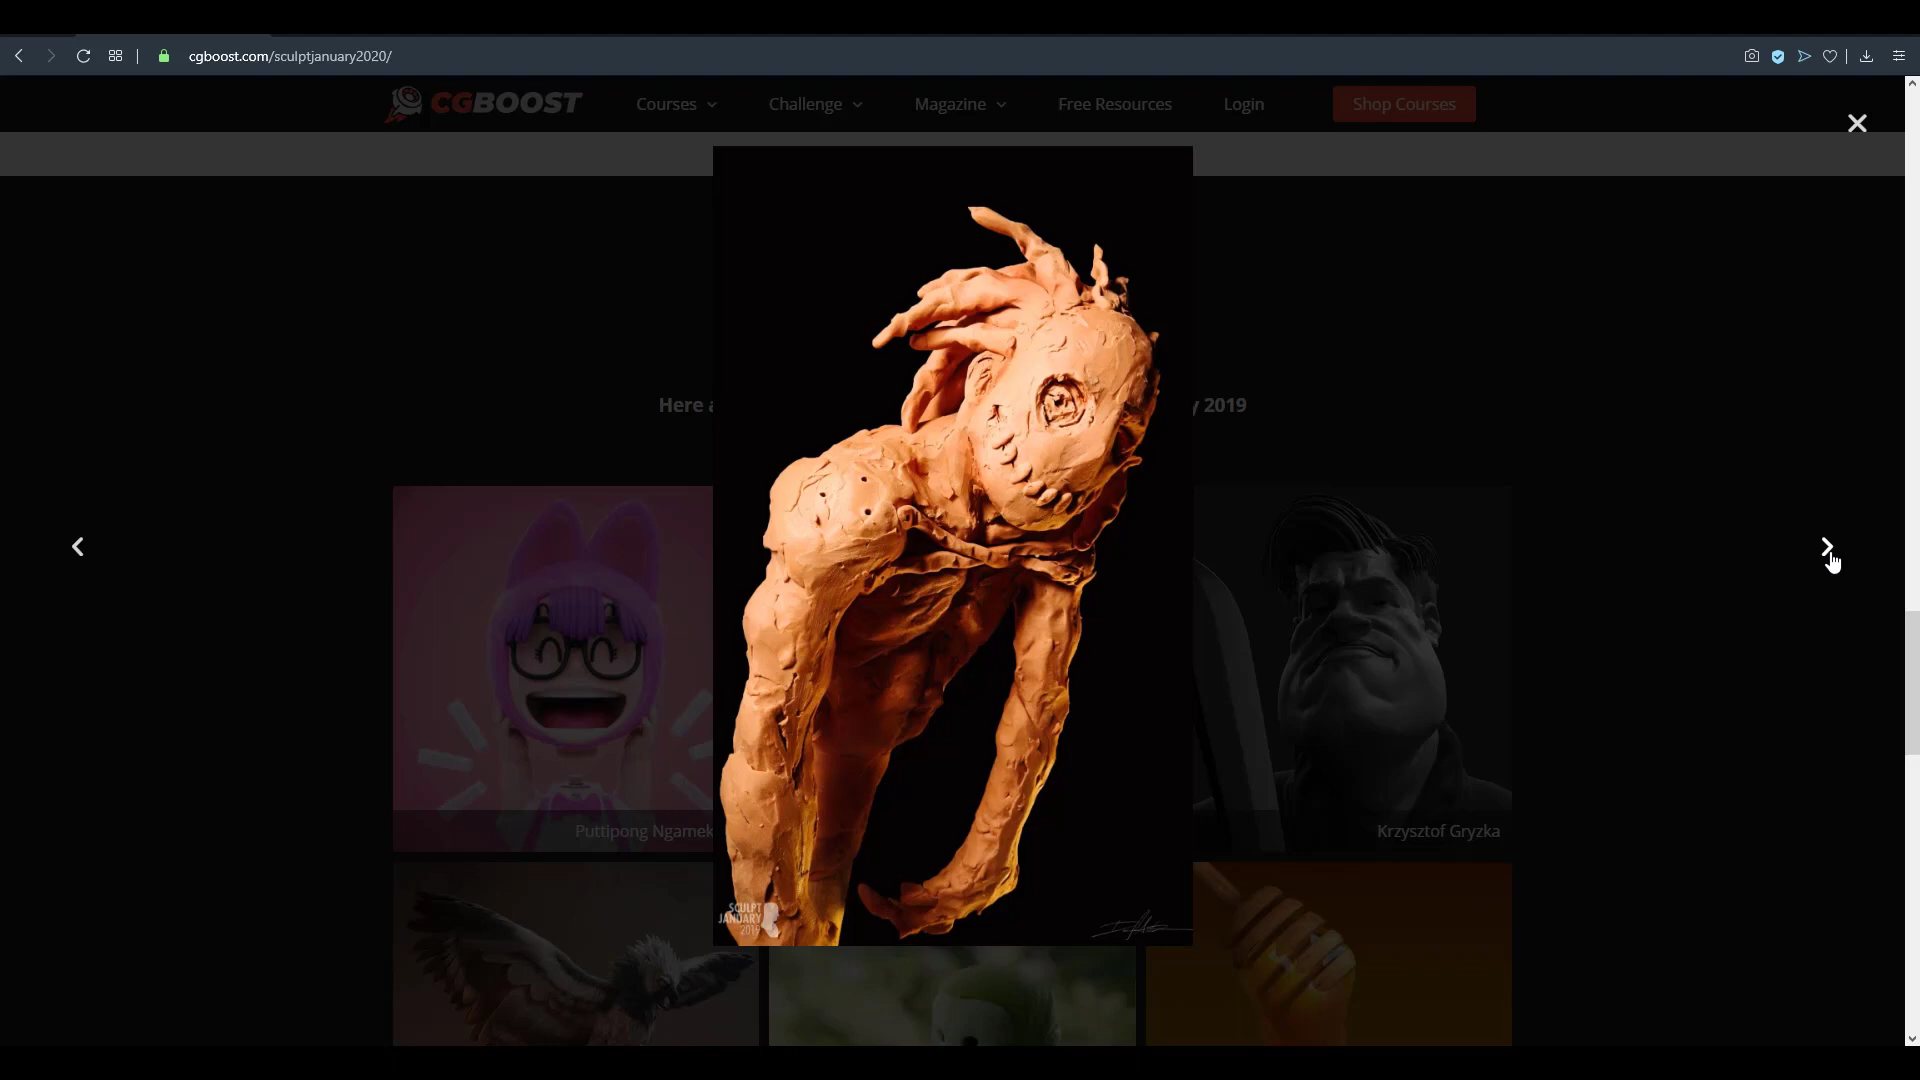 cgboost.com/sculptjanuary2020/
CGBOOST
Courses
Challenge
Magazine
Free Resources
Login
Shop Courses
Here
2019
Puttipong
Krzysztof Gryzka
SCULPT
JANUARY
2019